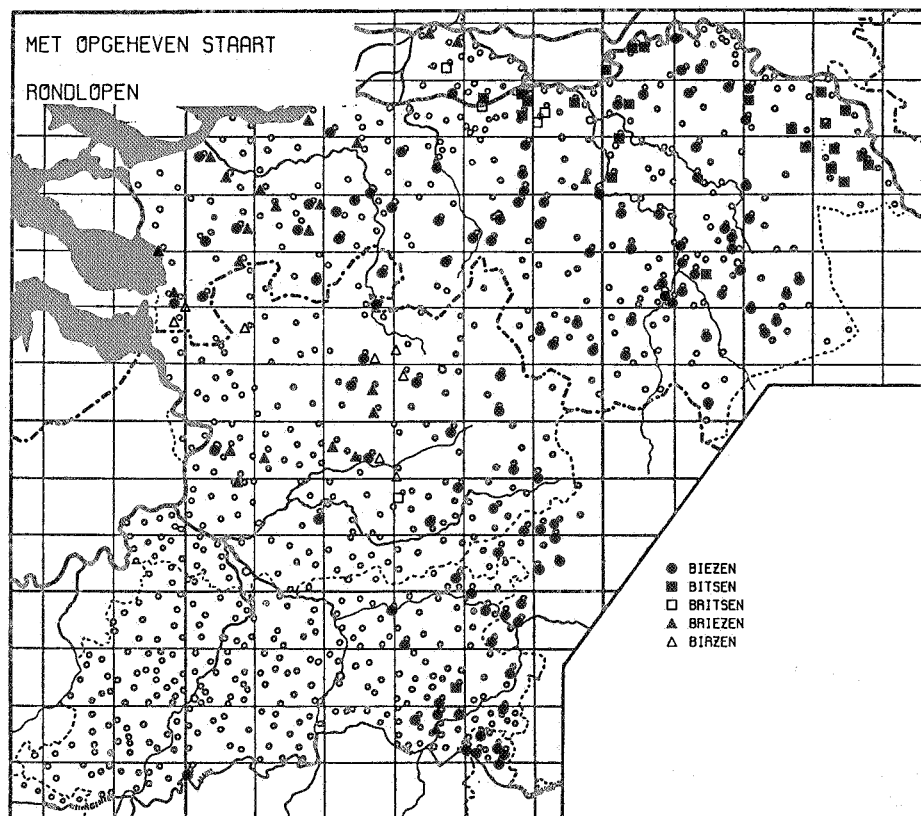 MET OPGEHEVEN STAART
RONDLOPEN
BIEZEN
BITSEN
BRITSEN
BRIEZEN
BIRZEN